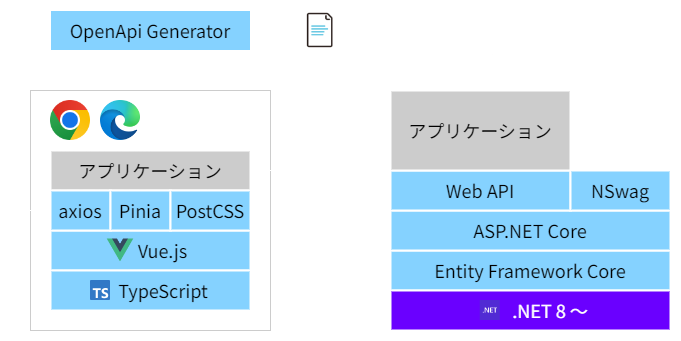 OpenApi Generator
アプリケーション
axios
Pinia
PostCSS
Vue.js
TS
TypeScript
アプリケーション
Web API
NSwag
ASP.NET Core
Entity Framework Core
.NET
.NET 8～